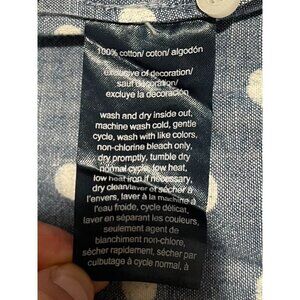 100% cotton/ coton/ algodón
exclusive of decoration/
sauf décoration/
excluye la decoración
wash and dry inside out,
machine wash cold, gentle
cycle, wash with like colors,
non-chlorine bleach only,
dry promptly, tumble dry
normal cycle, low heat,
low heat iron if necessary,
dry clean/laver et sécher à
l'envers, laver à la machine à
l'eau froide, cycle délicat,
laver en séparant les couleurs,
seulement agent de
blanchiment non-chlore,
sécher rapidement, sécher par
culbutage à cycle normal, à